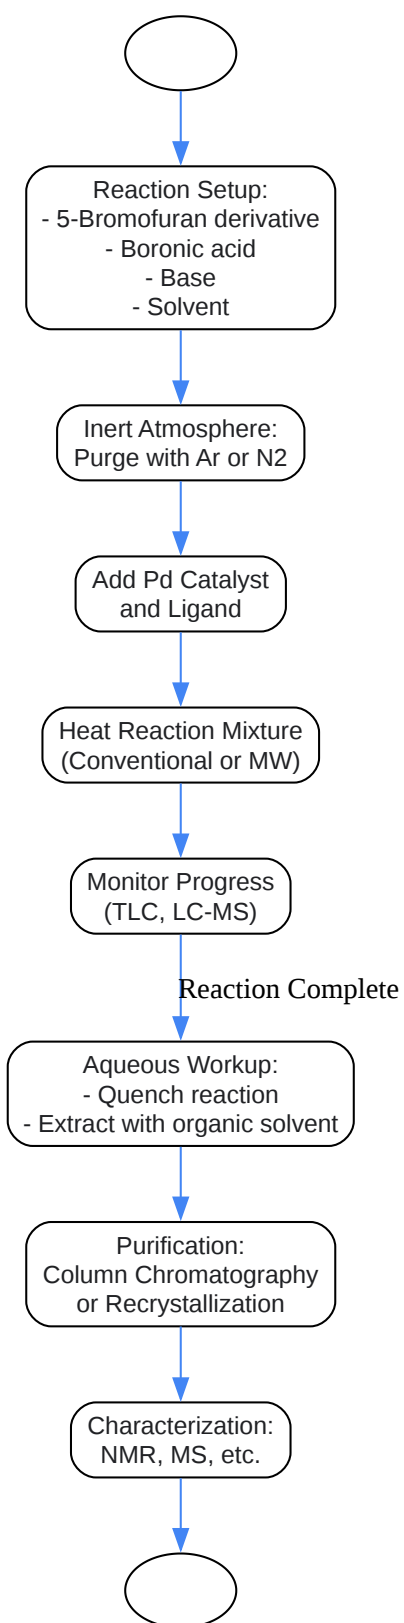 Reaction Setup:
- 5-Bromofuran derivative
- Boronic acid
- Base
- Solvent
Inert Atmosphere:
Purge with Ar or N2
Add Pd Catalyst
and Ligand
Heat Reaction Mixture
(Conventional or MW)
Monitor Progress
(TLC, LC-MS)
Reaction Complete
Aqueous Workup:
- Quench reaction
- Extract with organic solvent
Purification:
Column Chromatography
or Recrystallization
Characterization:
NMR, MS, etc.